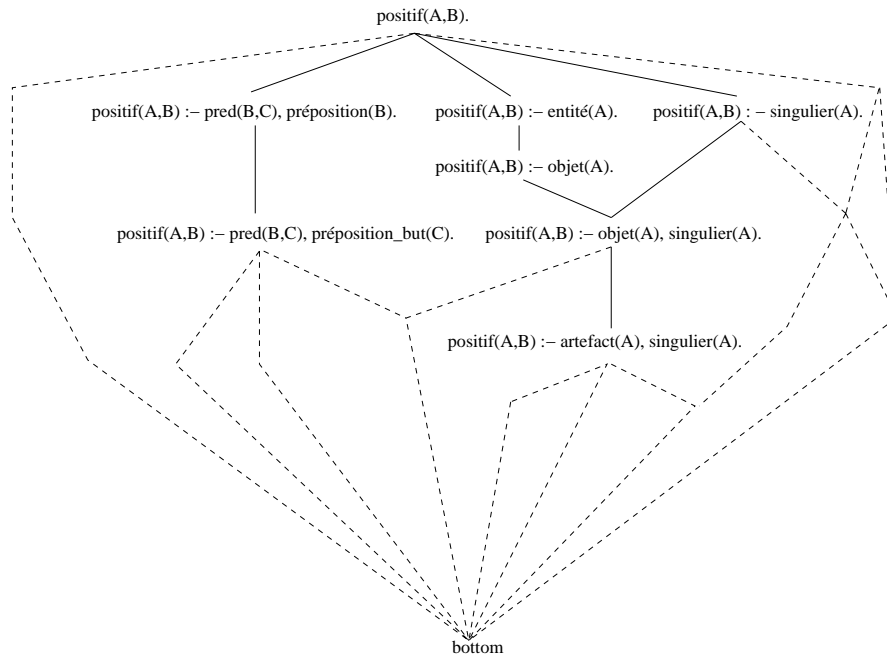 positif(A,B).
positif(A,B) :– pred(B,C), préposition(B).
positif(A,B) :– entité(A).
positif(A,B) : – singulier(A).
positif(A,B) :– objet(A).
positif(A,B) :– pred(B,C), préposition_but(C).
positif(A,B) :– objet(A), singulier(A).
positif(A,B) :– artefact(A), singulier(A).
bottom